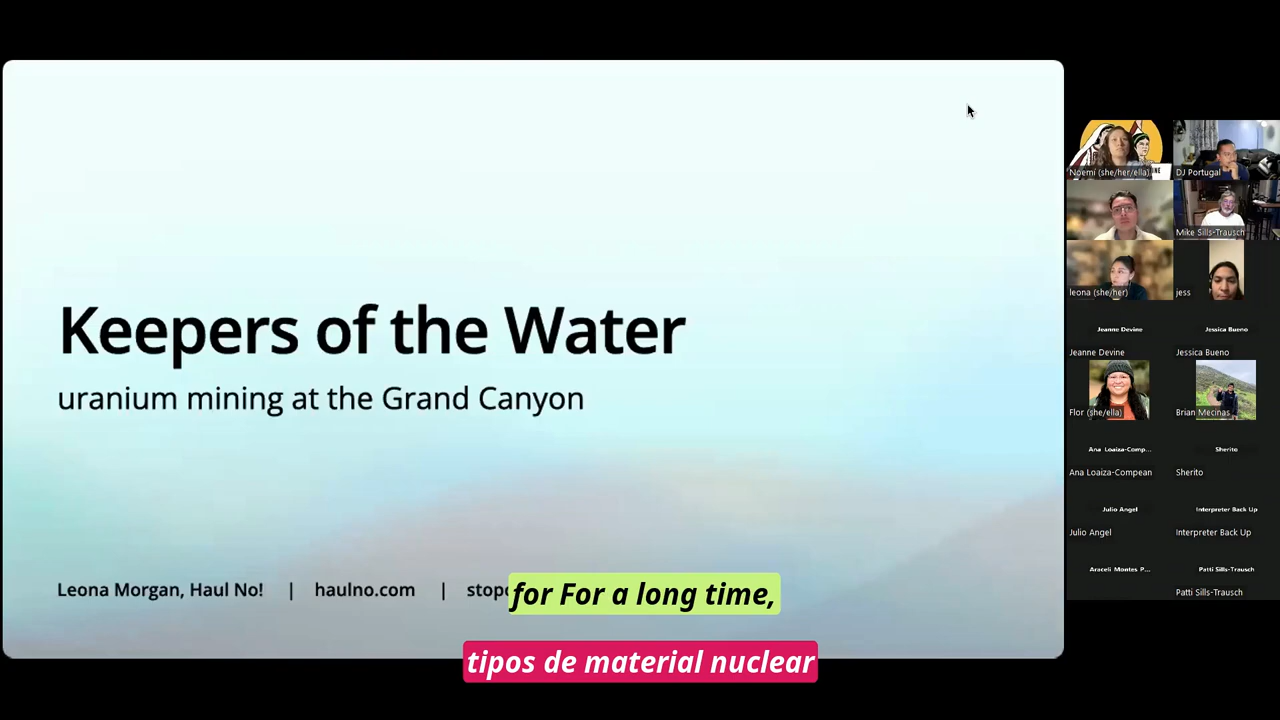 Keepers of the Water
uranium mining at the Grand Canyon
Leona Morgan, Haul No! | haulno.com |
for For a long time,
tipos de material nuclear
Noemi (she/her/ella)
DJ Portugal
Mike Sills-Trausch
leona (she/her)
jess
Jeanne Devine
Jessica Bueno
Jeanne Devine
Jessica Bueno
Flor (she/ella)
Brian Mecinas
Ana Loaiza-Comp...
Sherito
Ana Loaiza-Compean
Sherito
Julio Angel
Interpreter Back Up
Julio Angel
Interpreter Back Up
Araceli Montes P...
Patti Sills-Trausch
Patti Sills-Trausch